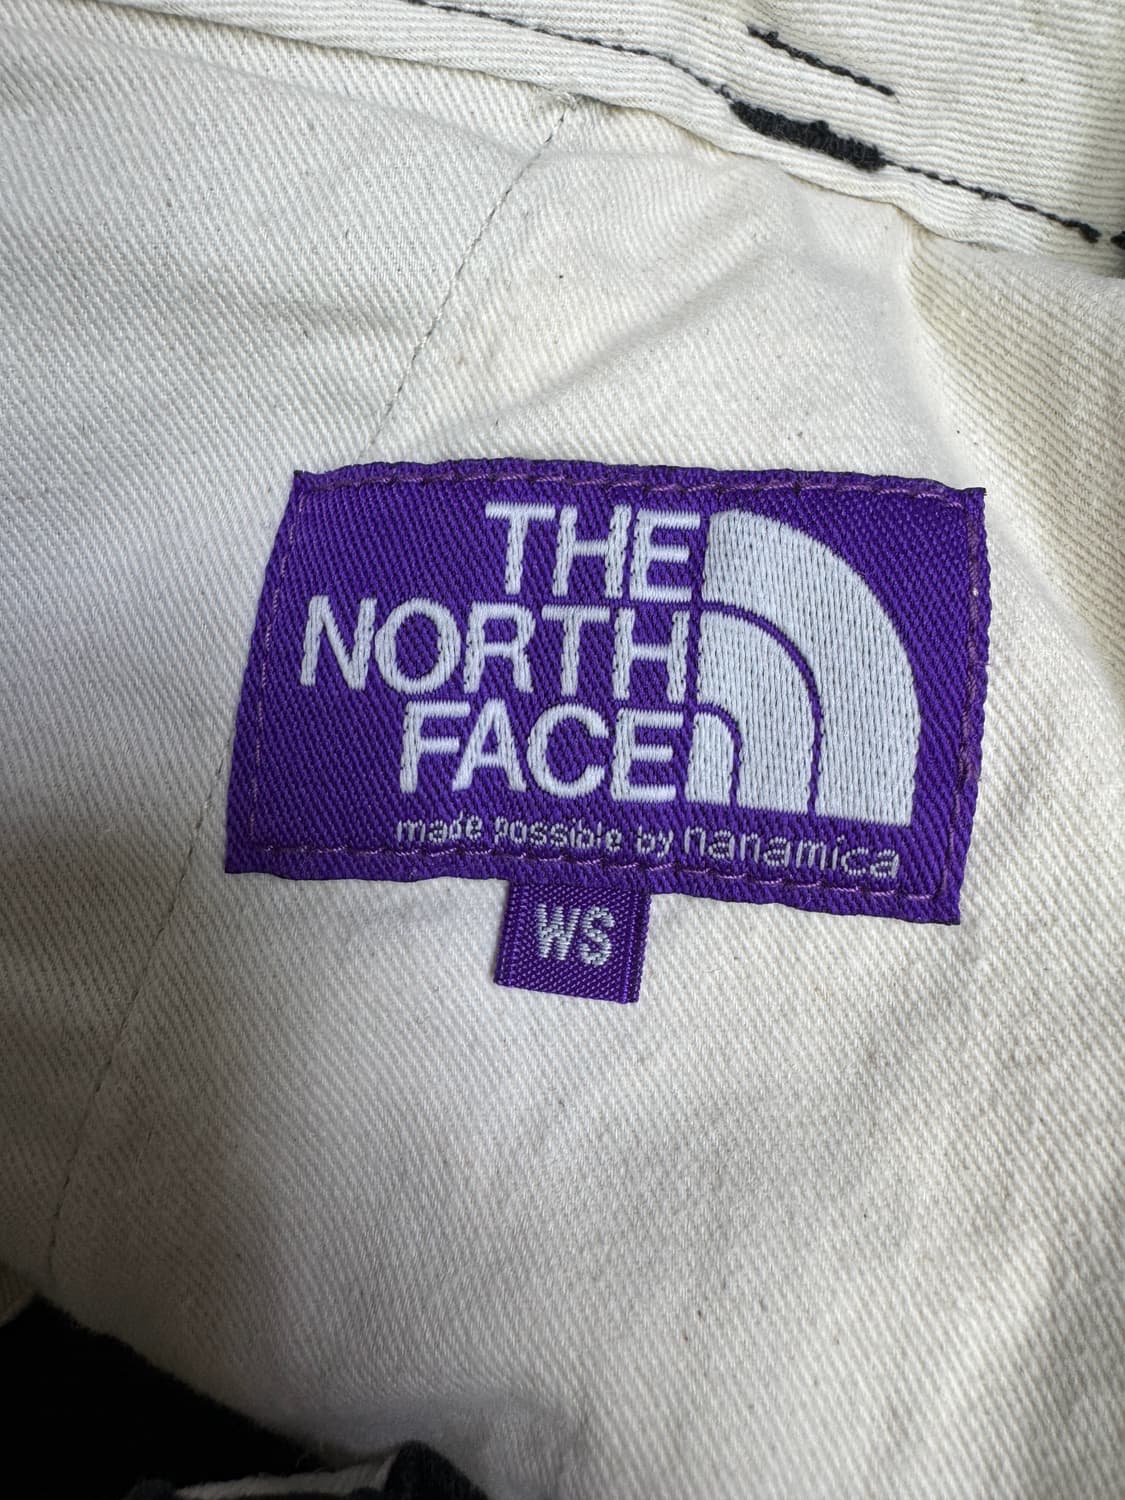 THE
NORTH
FACE
made possible by nanamica
WS